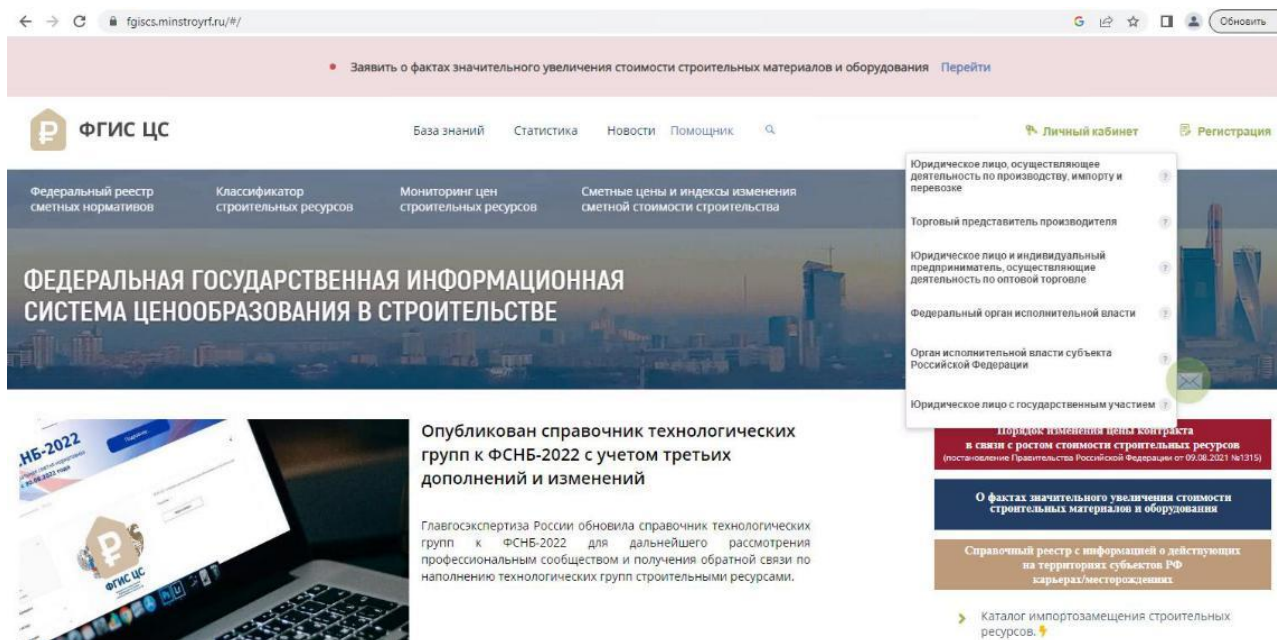 fgiscs.minstroyrf.ru/#/
Обновить
Заявить о фактах значительного увеличения стоимости строительных материалов и оборудования Перейти
ФГИС ЦС
База знаний
Статистика
Новости
Помощник
Личный кабинет
Регистрация
Федеральный реестр
сметных нормативов
Классификатор
строительных ресурсов
Мониторинг цен
строительных ресурсов
Сметные цены и индексы изменения
сметной стоимости строительства
Юридическое лицо, осуществляющее
деятельность по производству, импорту и
перевозке
?
Торговый представитель производителя
?
Юридическое лицо и индивидуальный
предприниматель, осуществляющие
деятельность по оптовой торговле
?
Федеральный орган исполнительной власти
?
Орган исполнительной власти субъекта
Российской Федерации
?
Юридическое лицо с государственным участием
?
ФЕДЕРАЛЬНАЯ ГОСУДАРСТВЕННАЯ ИНФОРМАЦИОННАЯ
СИСТЕМА ЦЕНООБРАЗОВАНИЯ В СТРОИТЕЛЬСТВЕ
НБ-2022
ФГИС ЦС
Опубликован справочник технологических
групп к ФСНБ-2022 с учетом третьих
дополнений и изменений
Главгосэкспертиза России обновила справочник технологических
групп к ФСНБ-2022 для дальнейшего рассмотрения
профессиональным сообществом и получения обратной связи по
наполнению технологических групп строительными ресурсами.
Порядок изменения цены контракта
в связи с ростом стоимости строительных ресурсов
(постановление Правительства Российской Федерации от 09.08.2021 №1315)
О фактах значительного увеличения стоимости
строительных материалов и оборудования
Справочный реестр с информацией о действующих
на территориях субъектов РФ
карьерах/месторождениях
Каталог импортозамещения строительных
ресурсов.